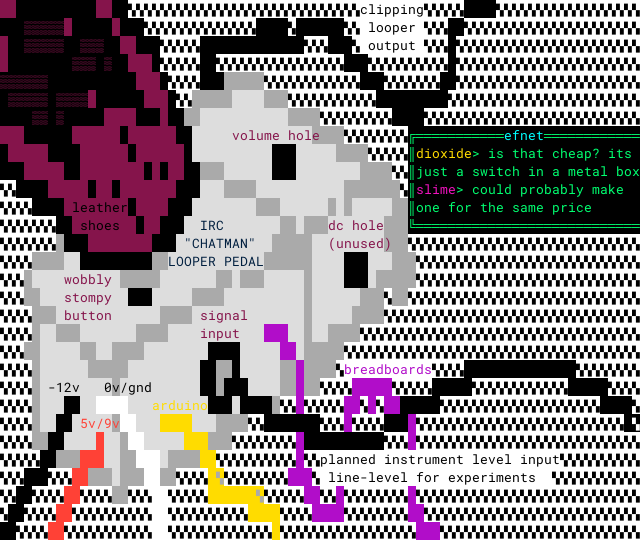 clipping
looper
output
volume hole
efnet
dioxide> is that cheap? its
just a switch in a metal box
slime> could probably make
one for the same price
leather
shoes
IRC
"CHATMAN"
LOOPER PEDAL
dc hole
(unused)
wobbly
stompy
button
signal
input
breadboards
-12v 0v/gnd
arduino
5v/9v
planned instrument level input
line-level for experiments